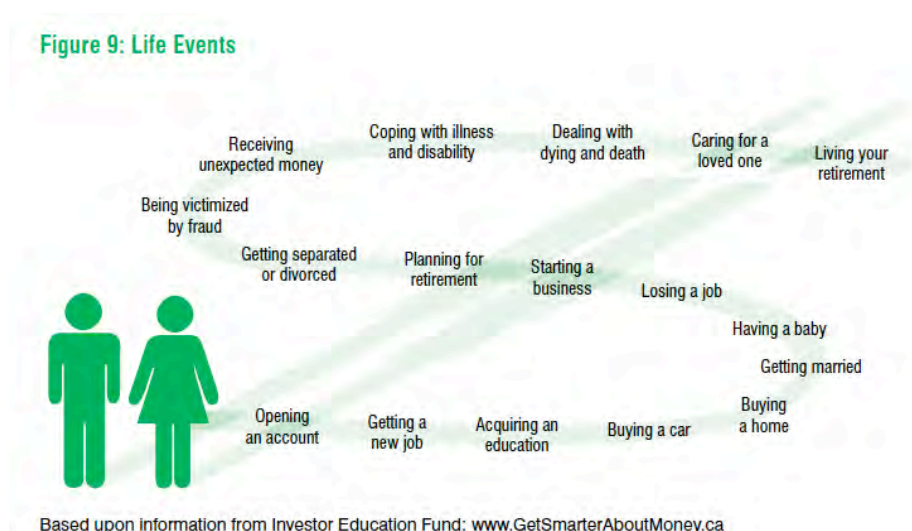 Figure 9: Life Events
Receiving
unexpected money
Coping with illness
and disability
Dealing with
dying and death
Caring for a
loved one
Living your
retirement
Being victimized
by fraud
Getting separated
or divorced
Planning for
retirement
Starting a
business
Losing a job
Having a baby
Getting married
Buying
a home
Opening
an account
Getting a
new job
Acquiring an
education
Buying a car
Based upon information from Investor Education Fund: www.GetSmarterAboutMoney.ca